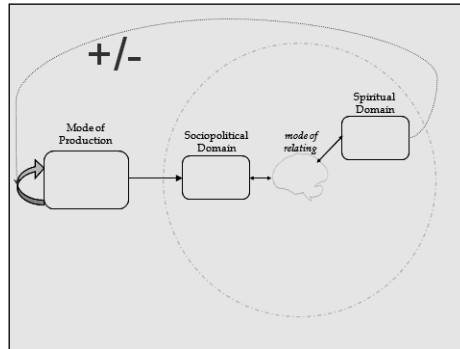 +/-
Spiritual
Domain
Mode of
Production
Sociopolitical
Domain
mode of
relating